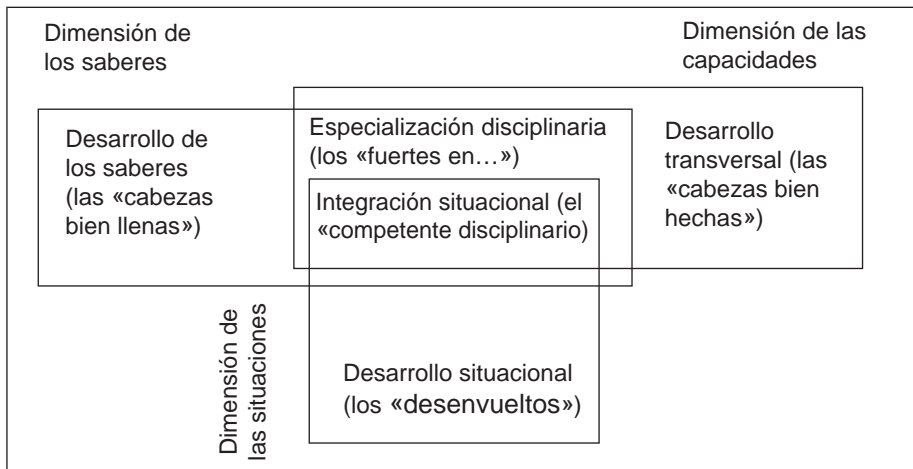 Dimensión de
los saberes
Dimensión de las
capacidades
Desarrollo de
los saberes
(las «cabezas
bien llenas»)
Especialización disciplinaria
(los «fuertes en…»)
Integración situacional (el
«competente disciplinario)
Desarrollo
transversal (las
«cabezas bien
hechas»)
Dimensión de
las situaciones
Desarrollo situacional
(los «desenvueltos»)